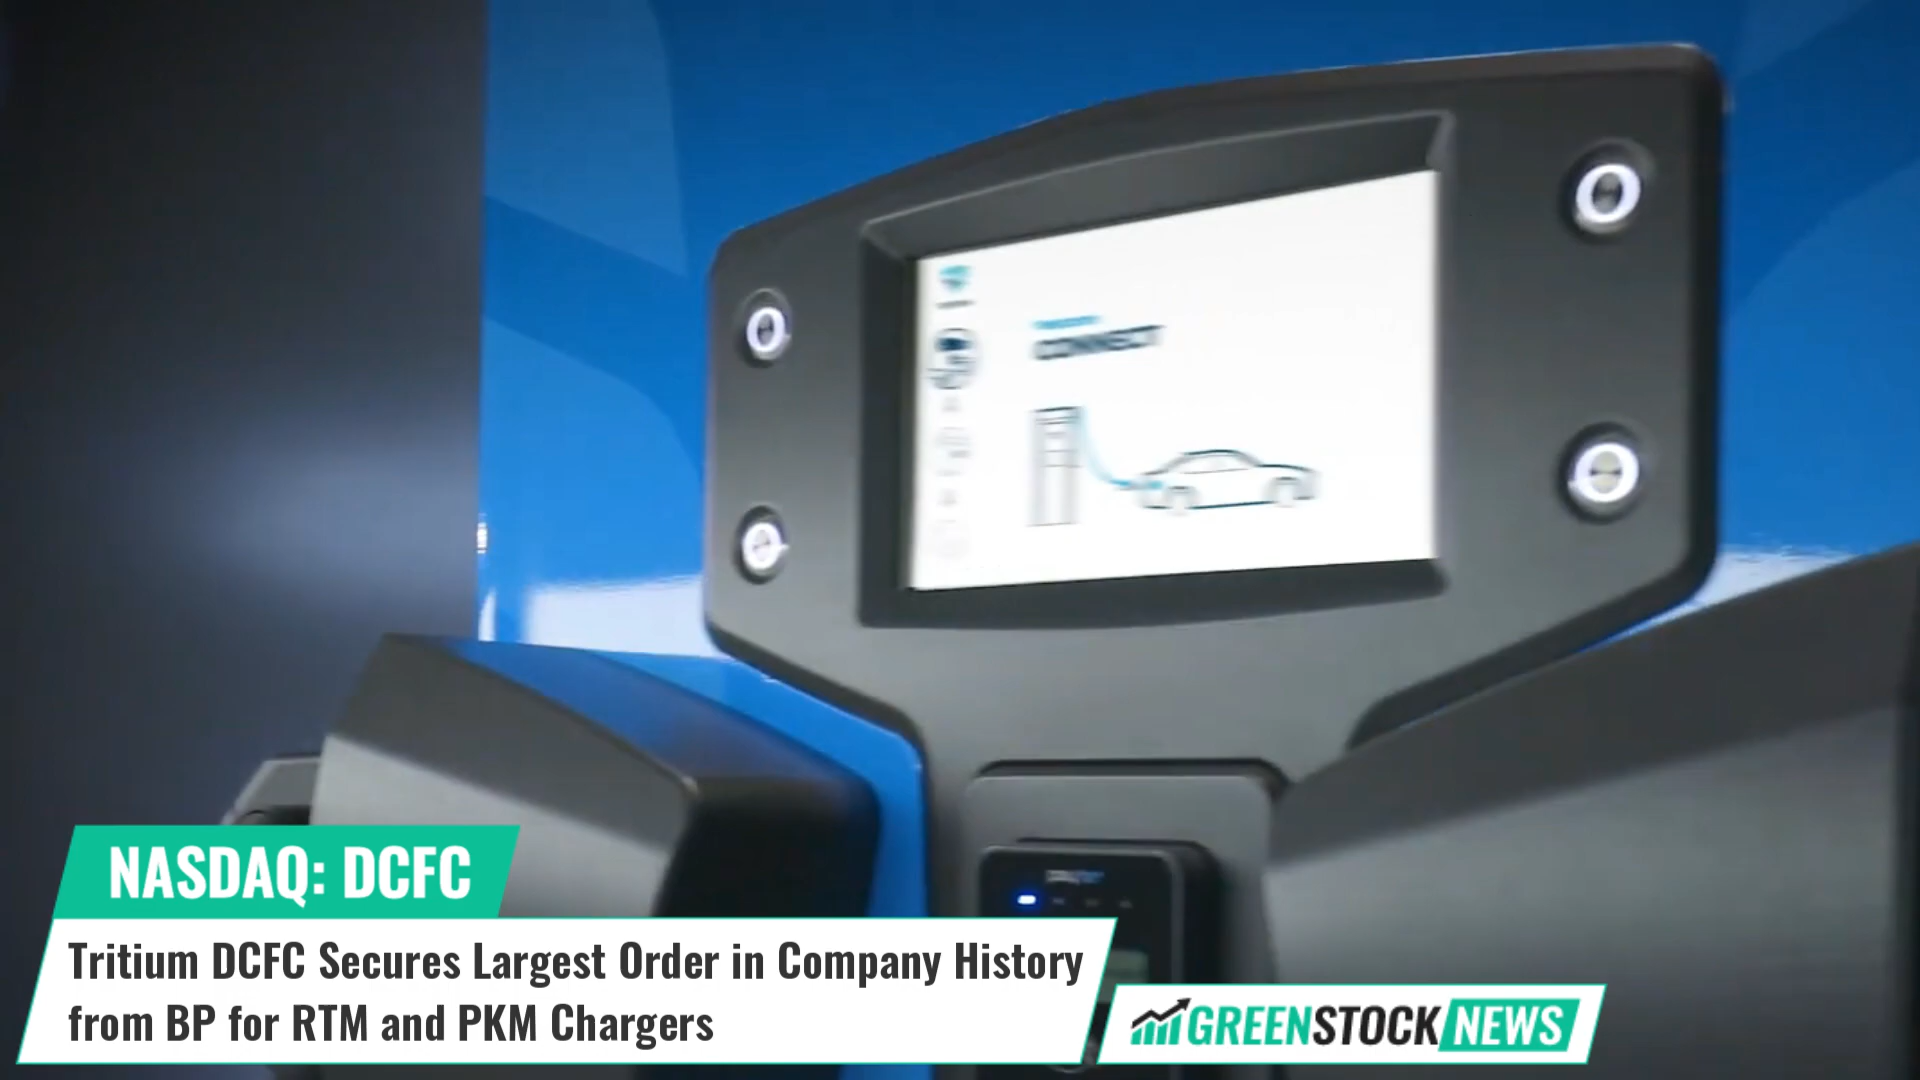 CONNECT
NASDAQ: DCFC
Tritium DCFC Secures Largest Order in Company History
from BP for RTM and PKM Chargers
GREENSTOCK NEWS